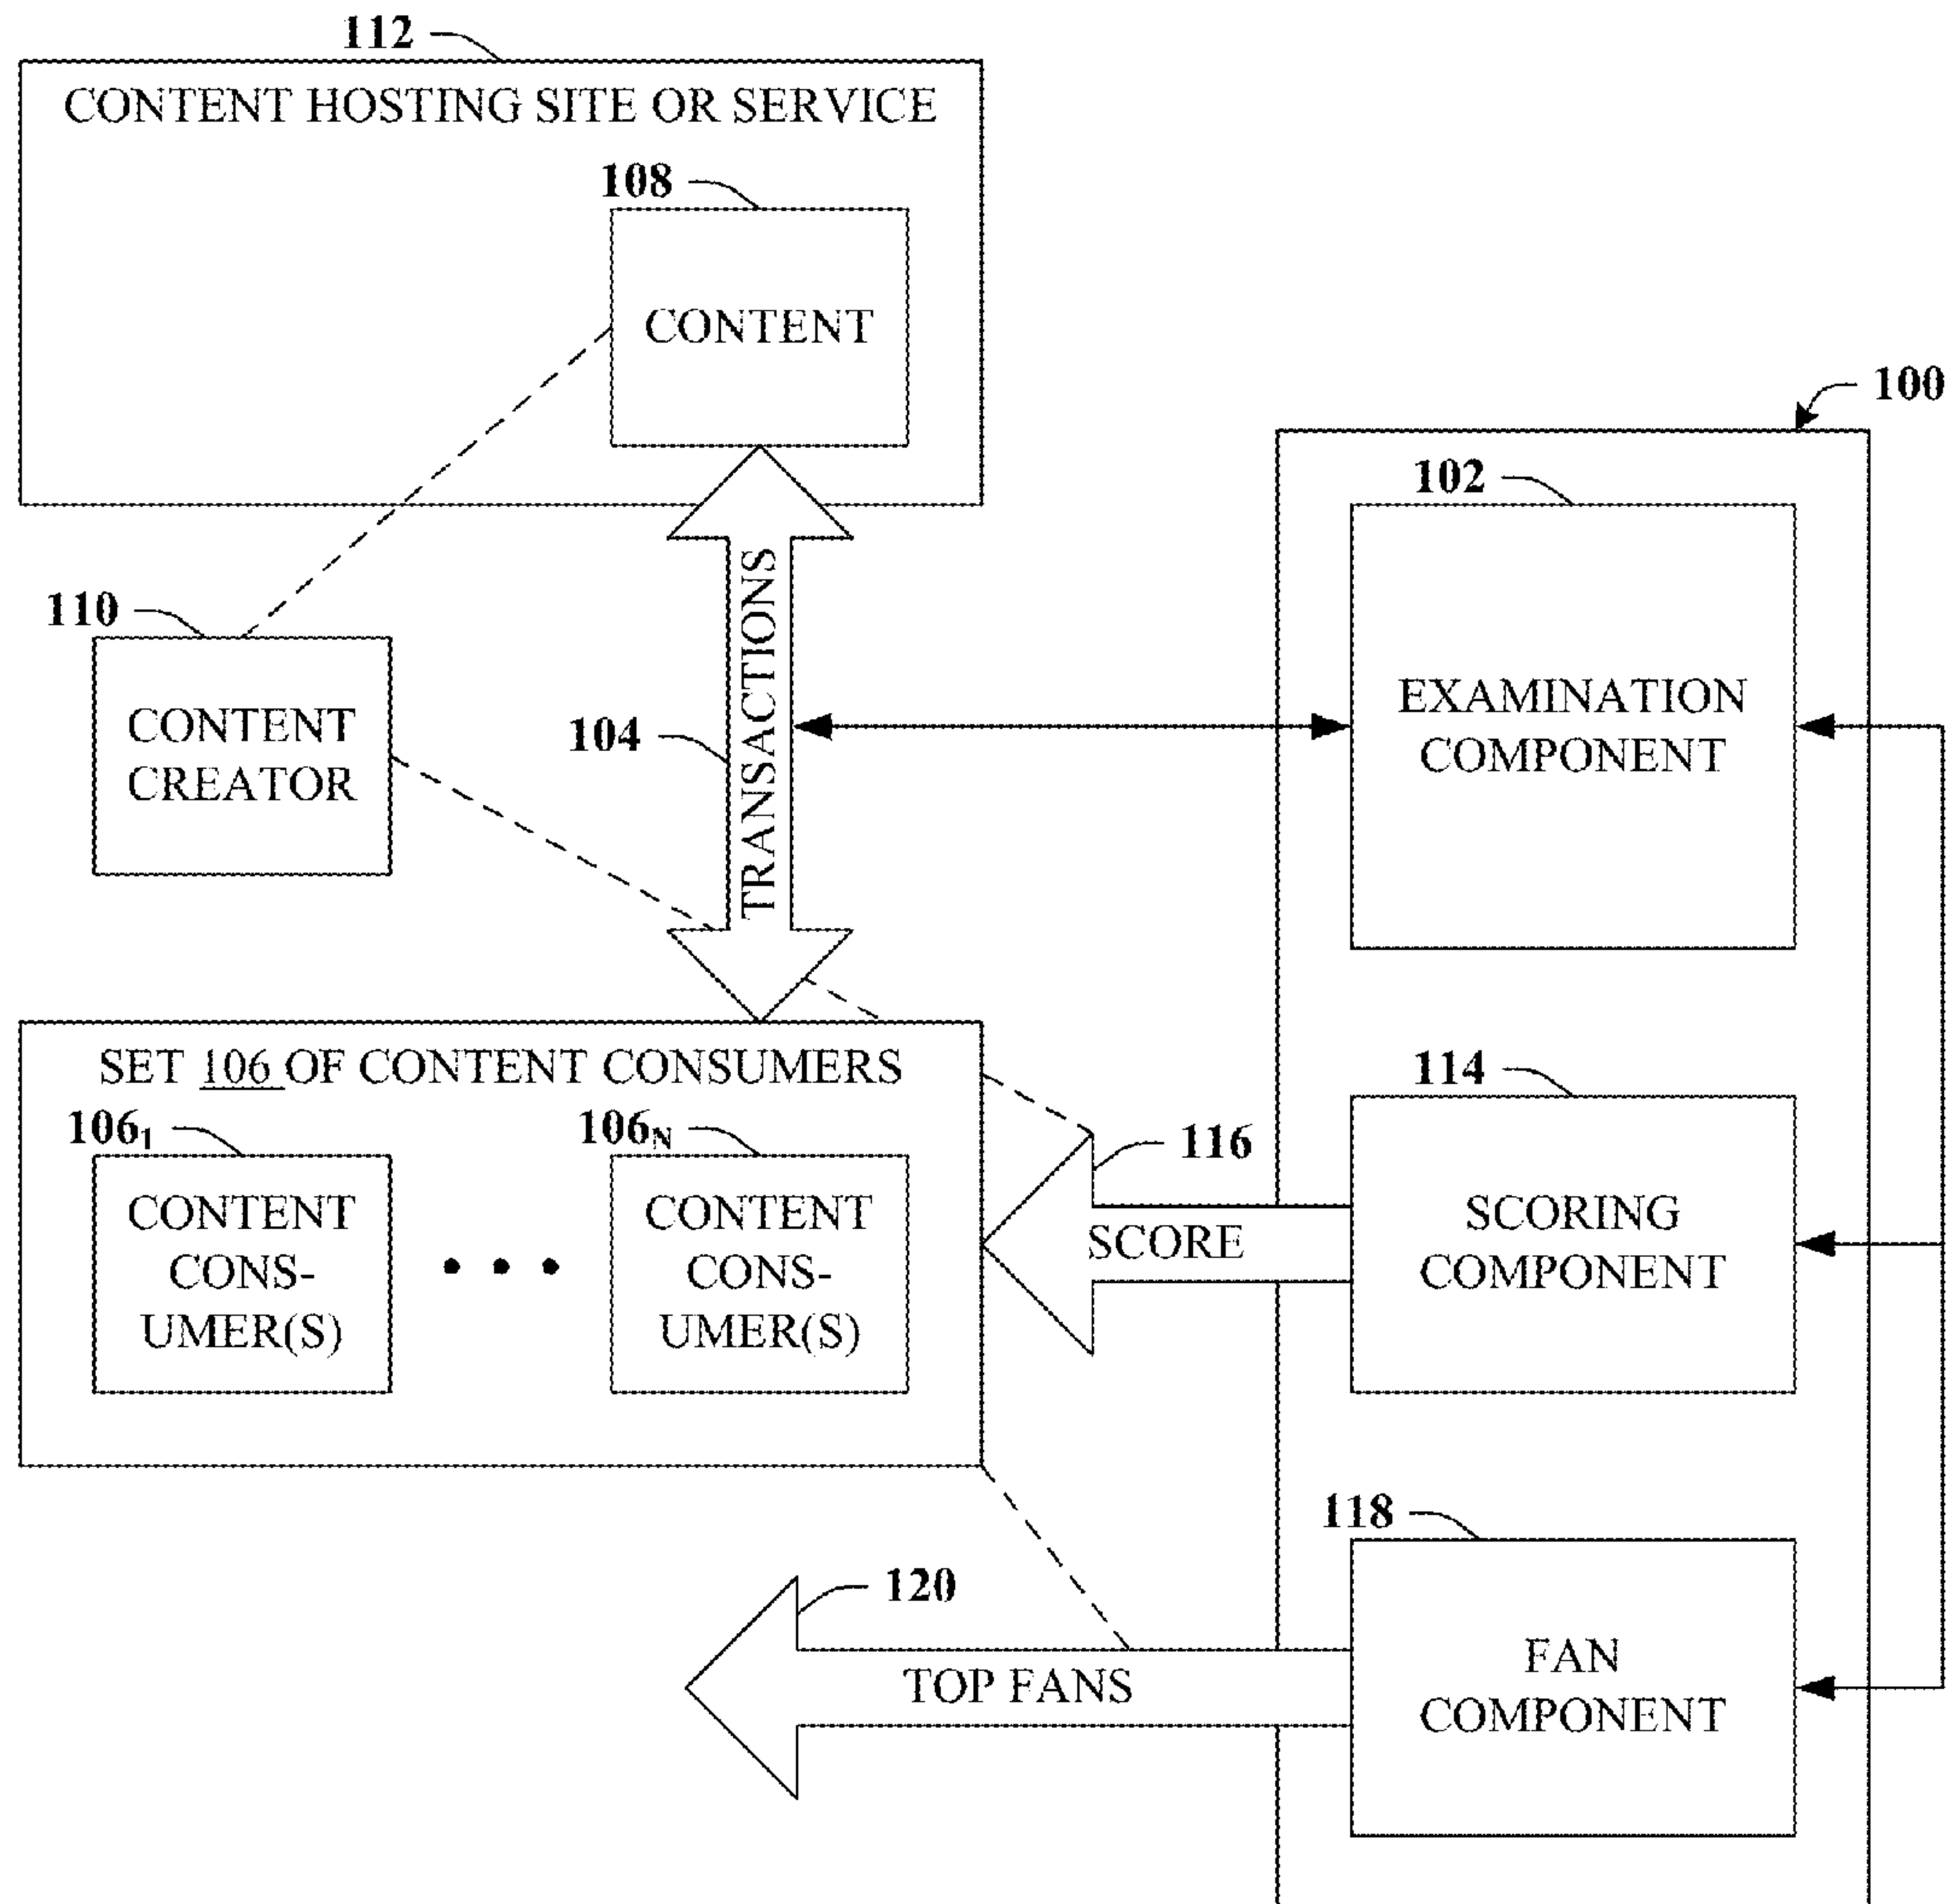 112
CONTENT HOSTING SITE OR SERVICE
108
CONTENT
100
102
EXAMINATION
COMPONENT
110
CONTENT
CREATOR
104
TRANSACTIONS
SET 106 OF CONTENT CONSUMERS
106₁
CONTENT
CONS-
UMER(S)
106ₙ
CONTENT
CONS-
UMER(S)
114
SCORING
COMPONENT
116
SCORE
118
FAN
COMPONENT
120
TOP FANS